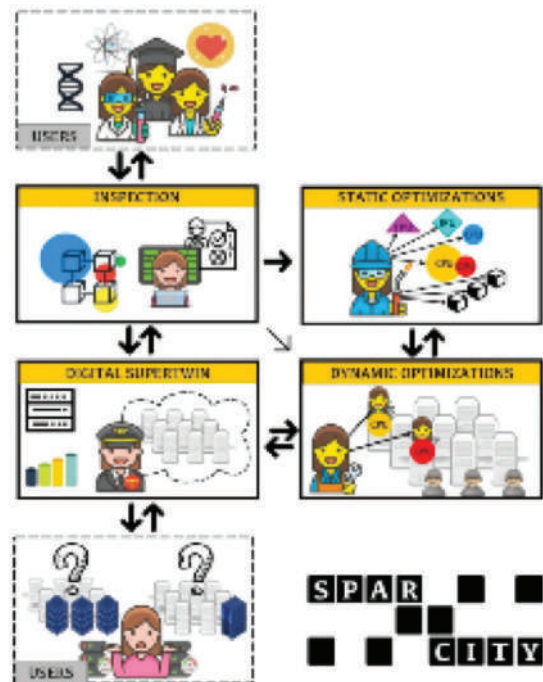 USERS
INSPECTION
STATIC OPTIMIZATIONS
DIGITAL SUPERTWIN
DYNAMIC OPTIMIZATIONS
USERS
SPAR
CITY